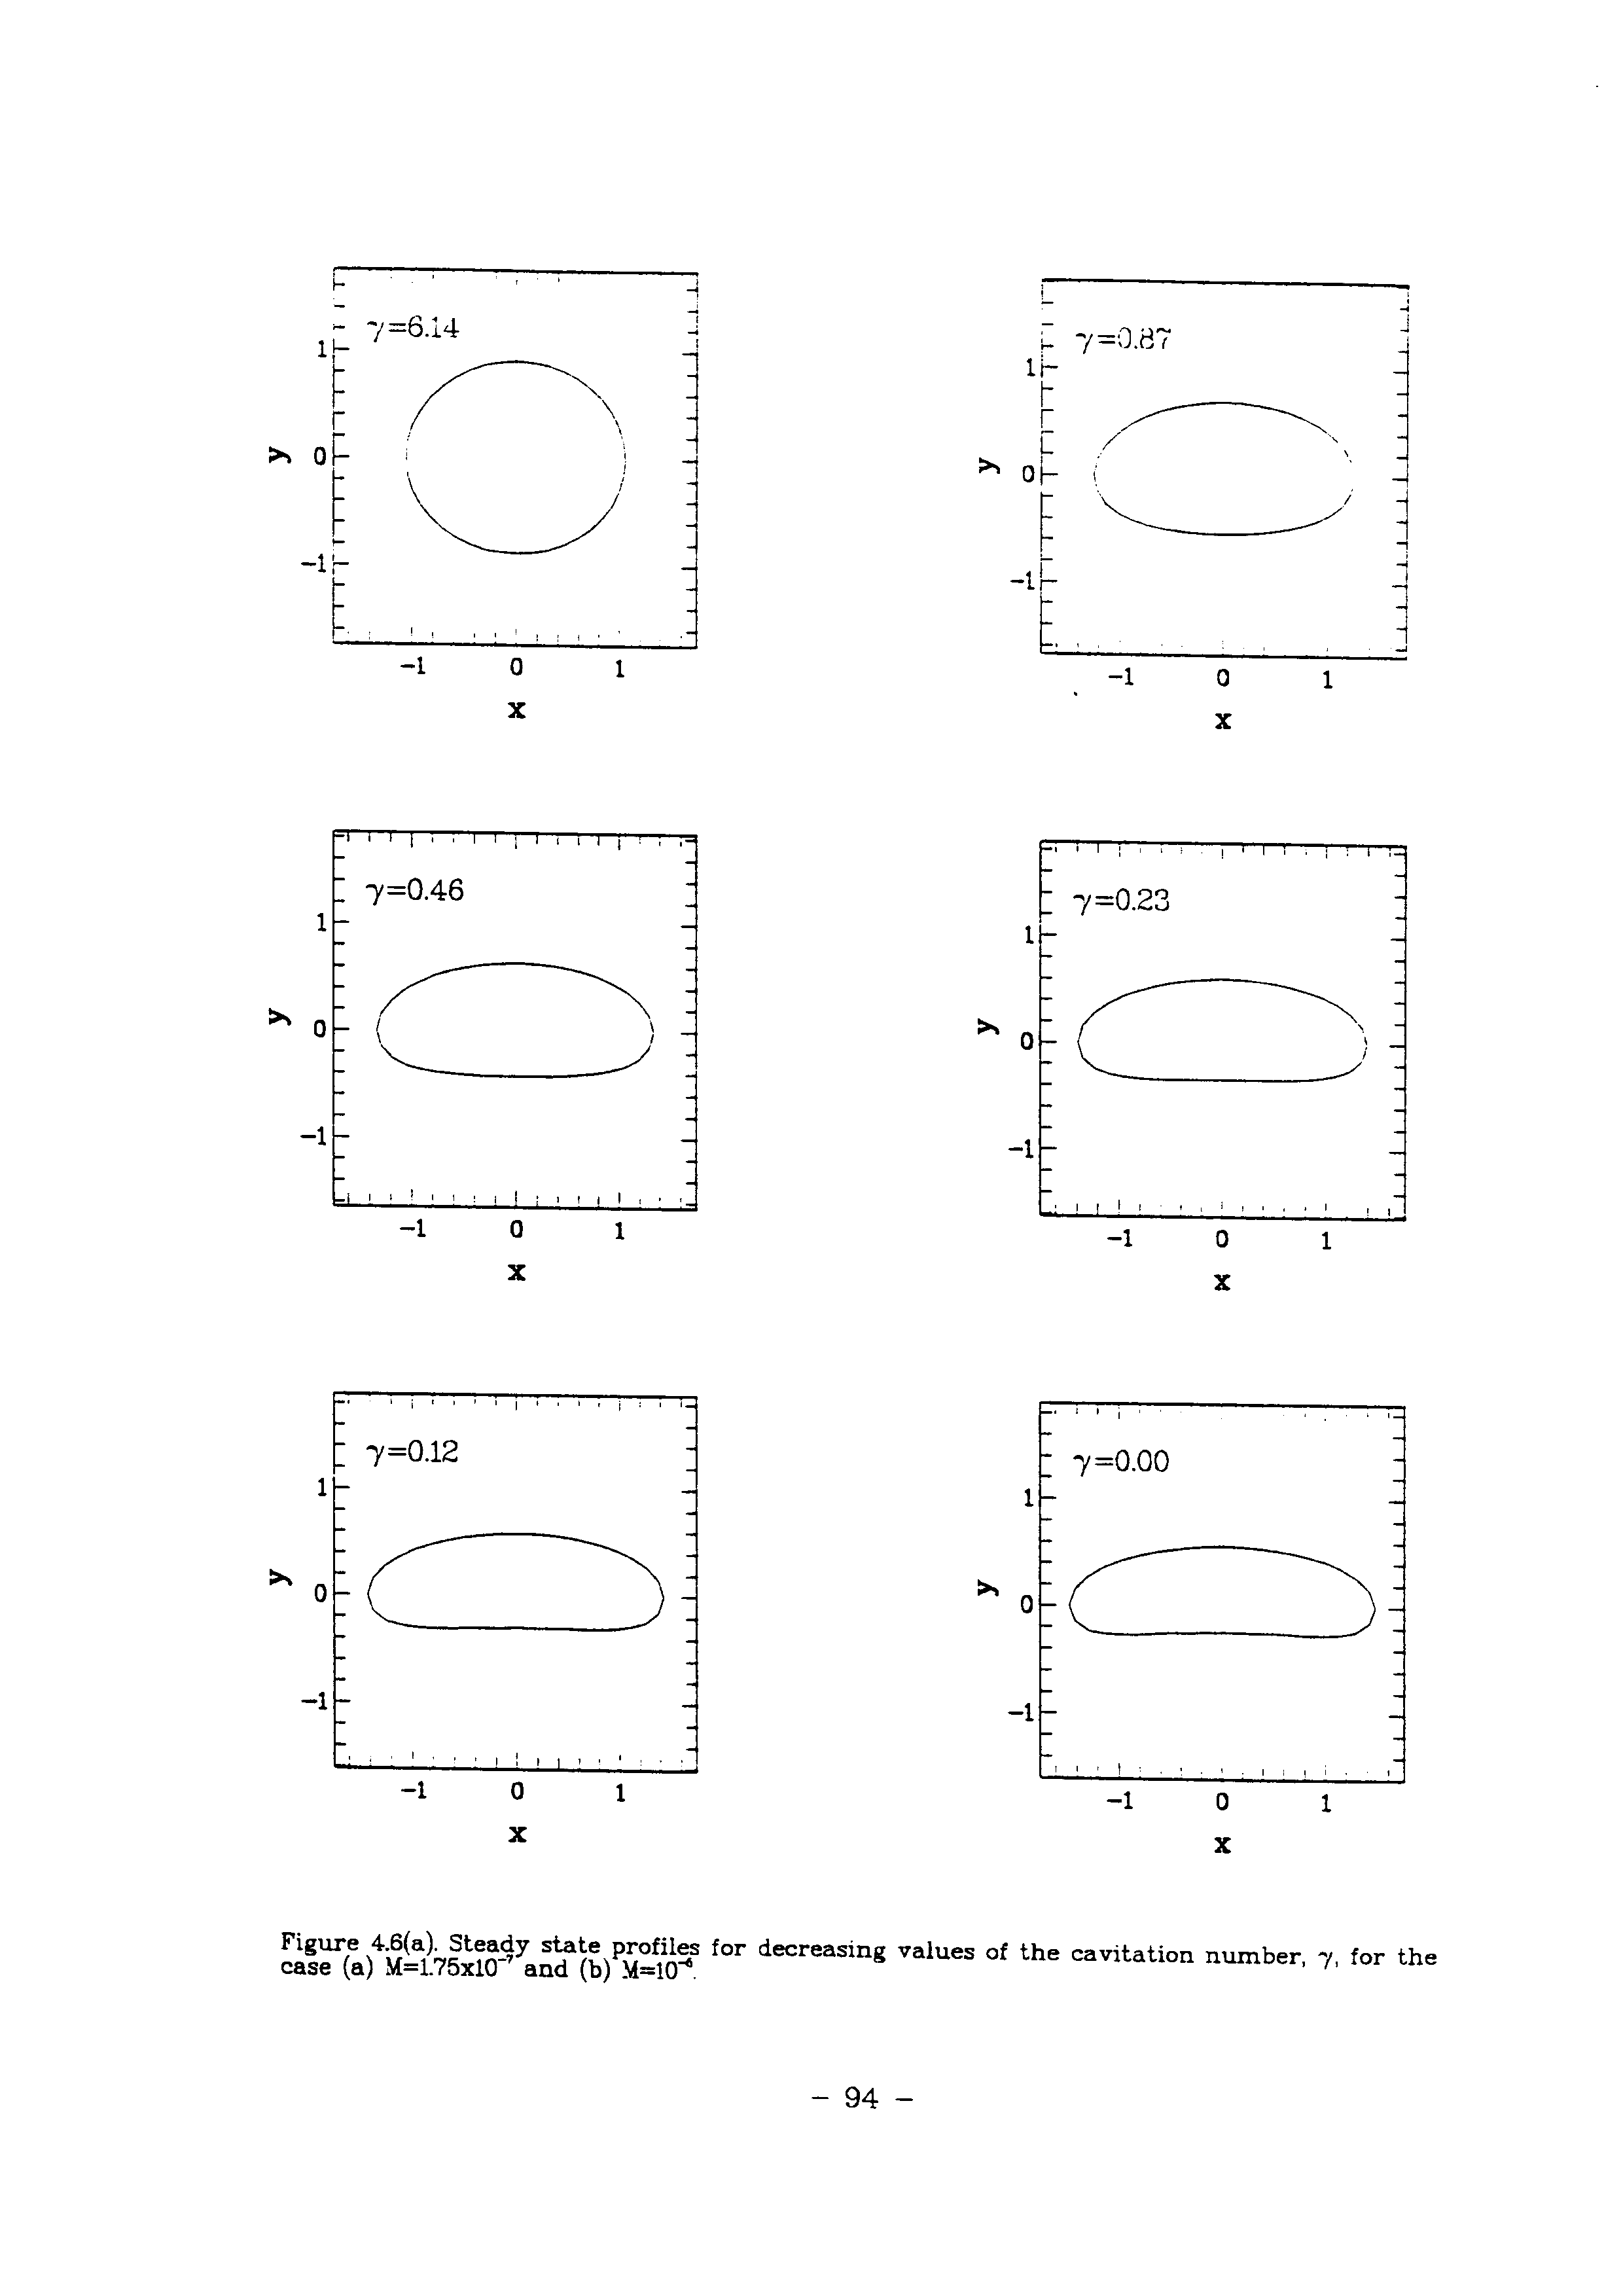 γ=6.14
1
y 0
-1
-1 0 1
x
γ=0.87
1
y 0
-1
-1 0 1
x
γ=0.46
1
y 0
-1
-1 0 1
x
γ=0.23
1
y 0
-1
-1 0 1
x
γ=0.12
1
y 0
-1
-1 0 1
x
γ=0.00
1
y 0
-1
-1 0 1
x
Figure 4.6(a). Steady state profiles for decreasing values of the cavitation number, γ, for the
case (a) M=1.75x10⁻⁷ and (b) M=10⁻⁶.
- 94 -